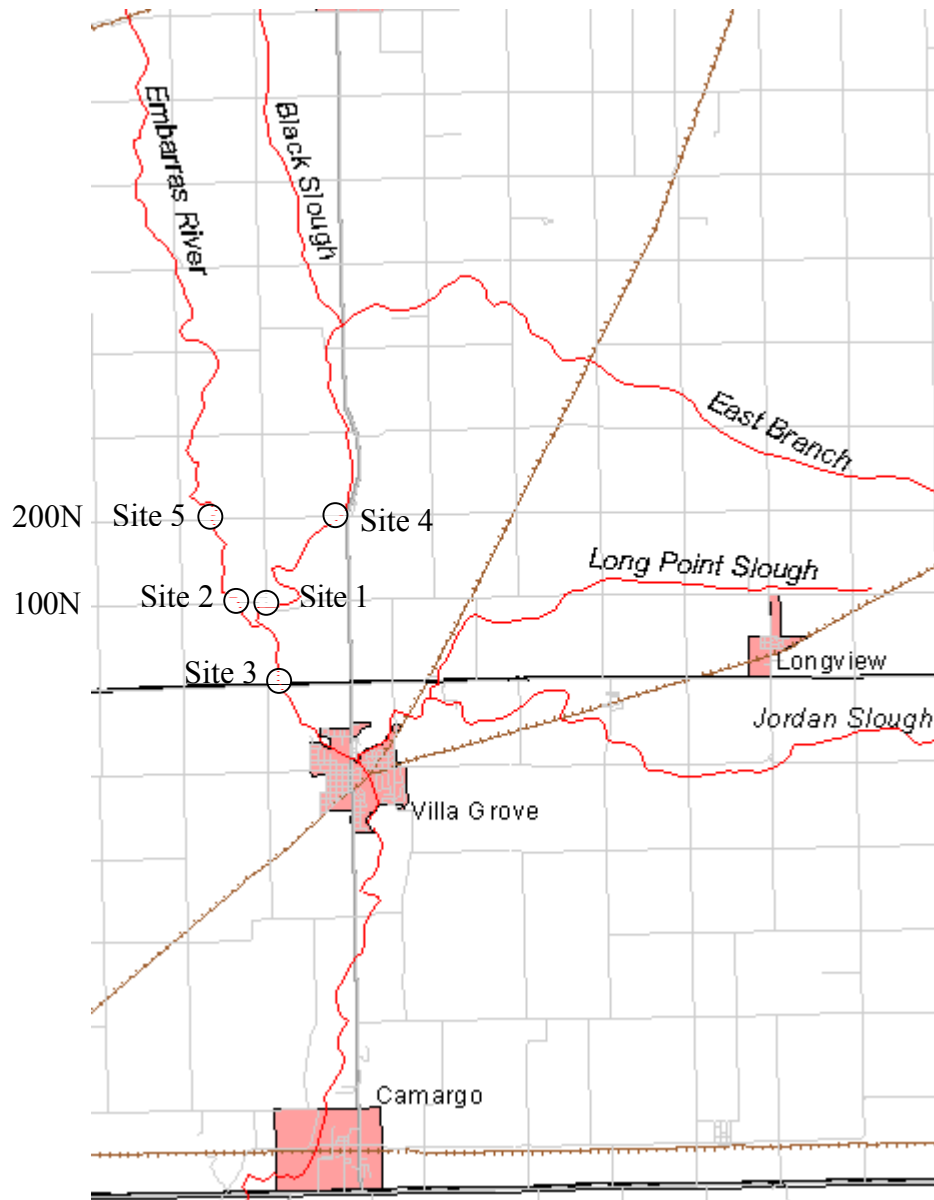 Embarras River
Black Slough
East Branch
200N
Site 5
Site 4
Long Point Slough
100N
Site 2
Site 1
Longview
Site 3
Jordan Slough
Villa Grove
Camargo